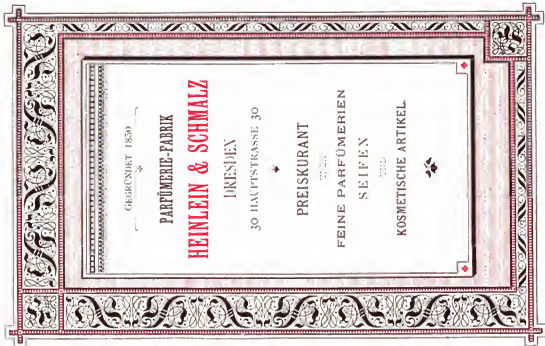 GEGRÜNDET 1850
PARFÜMERIE-FABRIK
HEINLEIN & SCHMALZ
DRESDEN
30 HAUPTSTRASSE 30
PREISKURANT
FEINE PARFÜMERIEN
SEIFEN
KOSMETISCHE ARTIKEL.